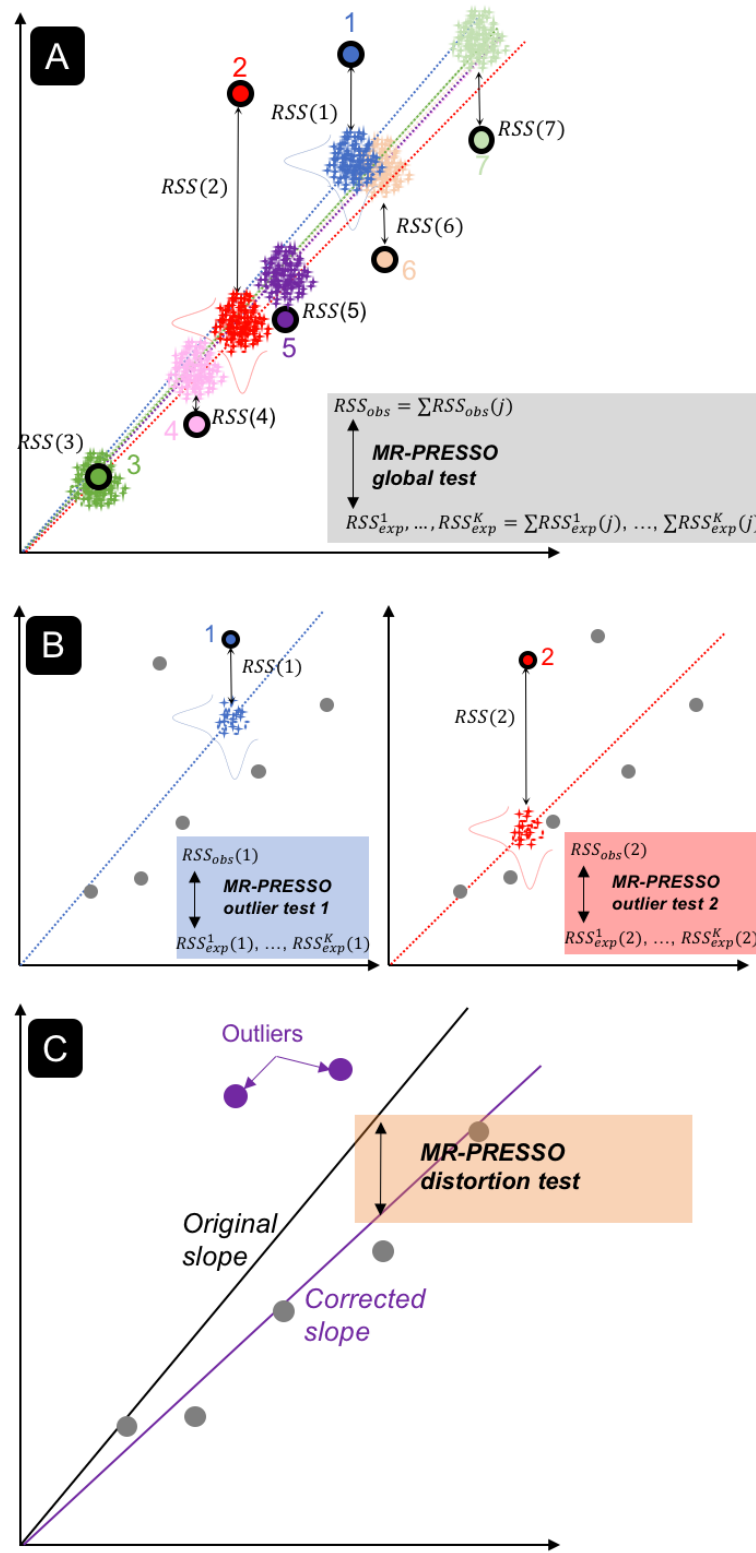 A
1
2
RSS(1)
RSS(7)
7
RSS(2)
RSS(6)
6
RSS(5)
5
RSS(4)
4
RSS(3)
3
RSS_obs = ∑RSS_obs(j)
MR-PRESSO
global test
RSS^1_exp, …, RSS^K_exp = ∑RSS^1_exp(j), …, ∑RSS^K_exp(j)
B
1
RSS(1)
RSS_obs(1)
MR-PRESSO
outlier test 1
RSS^1_exp(1), …, RSS^K_exp(1)
2
RSS(2)
RSS_obs(2)
MR-PRESSO
outlier test 2
RSS^1_exp(2), …, RSS^K_exp(2)
C
Outliers
MR-PRESSO
distortion test
Original
slope
Corrected
slope